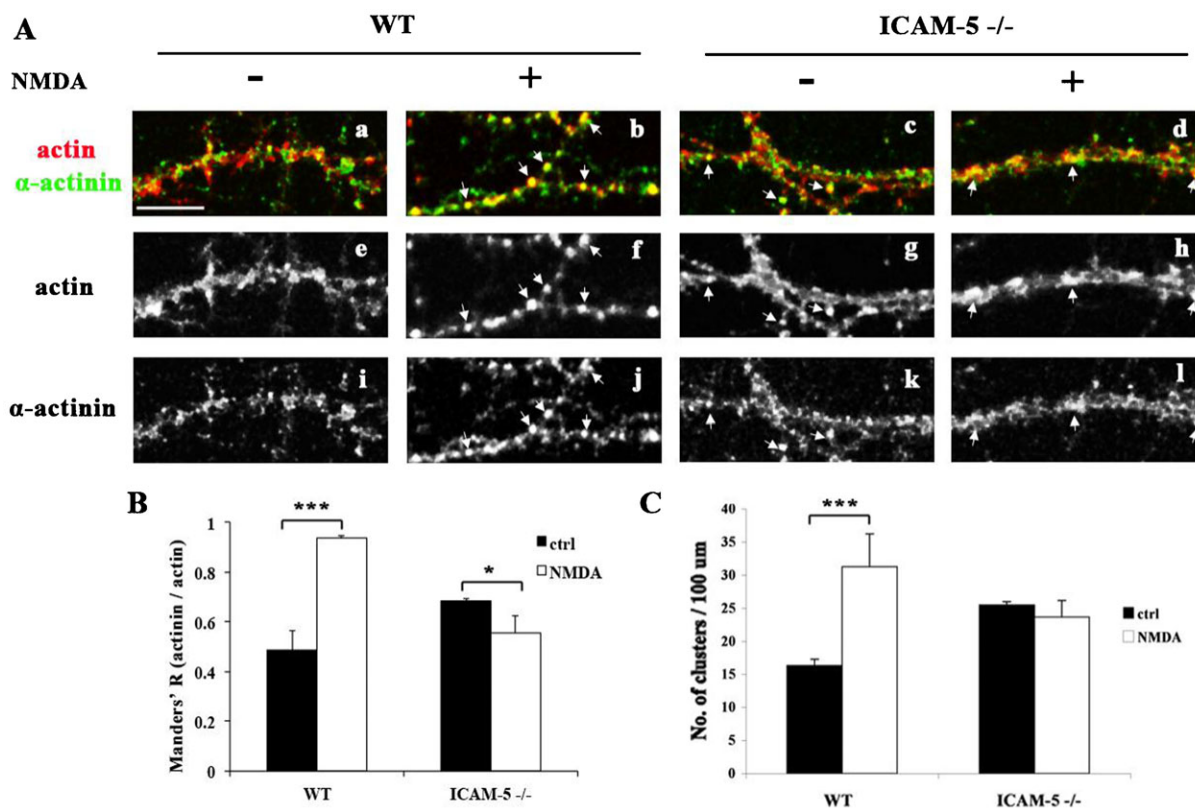 A
WT
ICAM-5 -/-
NMDA
-
+
-
+
actin
α-actinin
a
b
c
d
actin
e
f
g
h
α-actinin
i
j
k
l
B
Manders' R (actinin / actin)
1
0.8
0.6
0.4
0.2
0
***
*
ctrl
NMDA
WT
ICAM-5 -/-
C
No. of clusters / 100 um
40
35
30
25
20
15
10
5
0
***
ctrl
NMDA
WT
ICAM-5 -/-